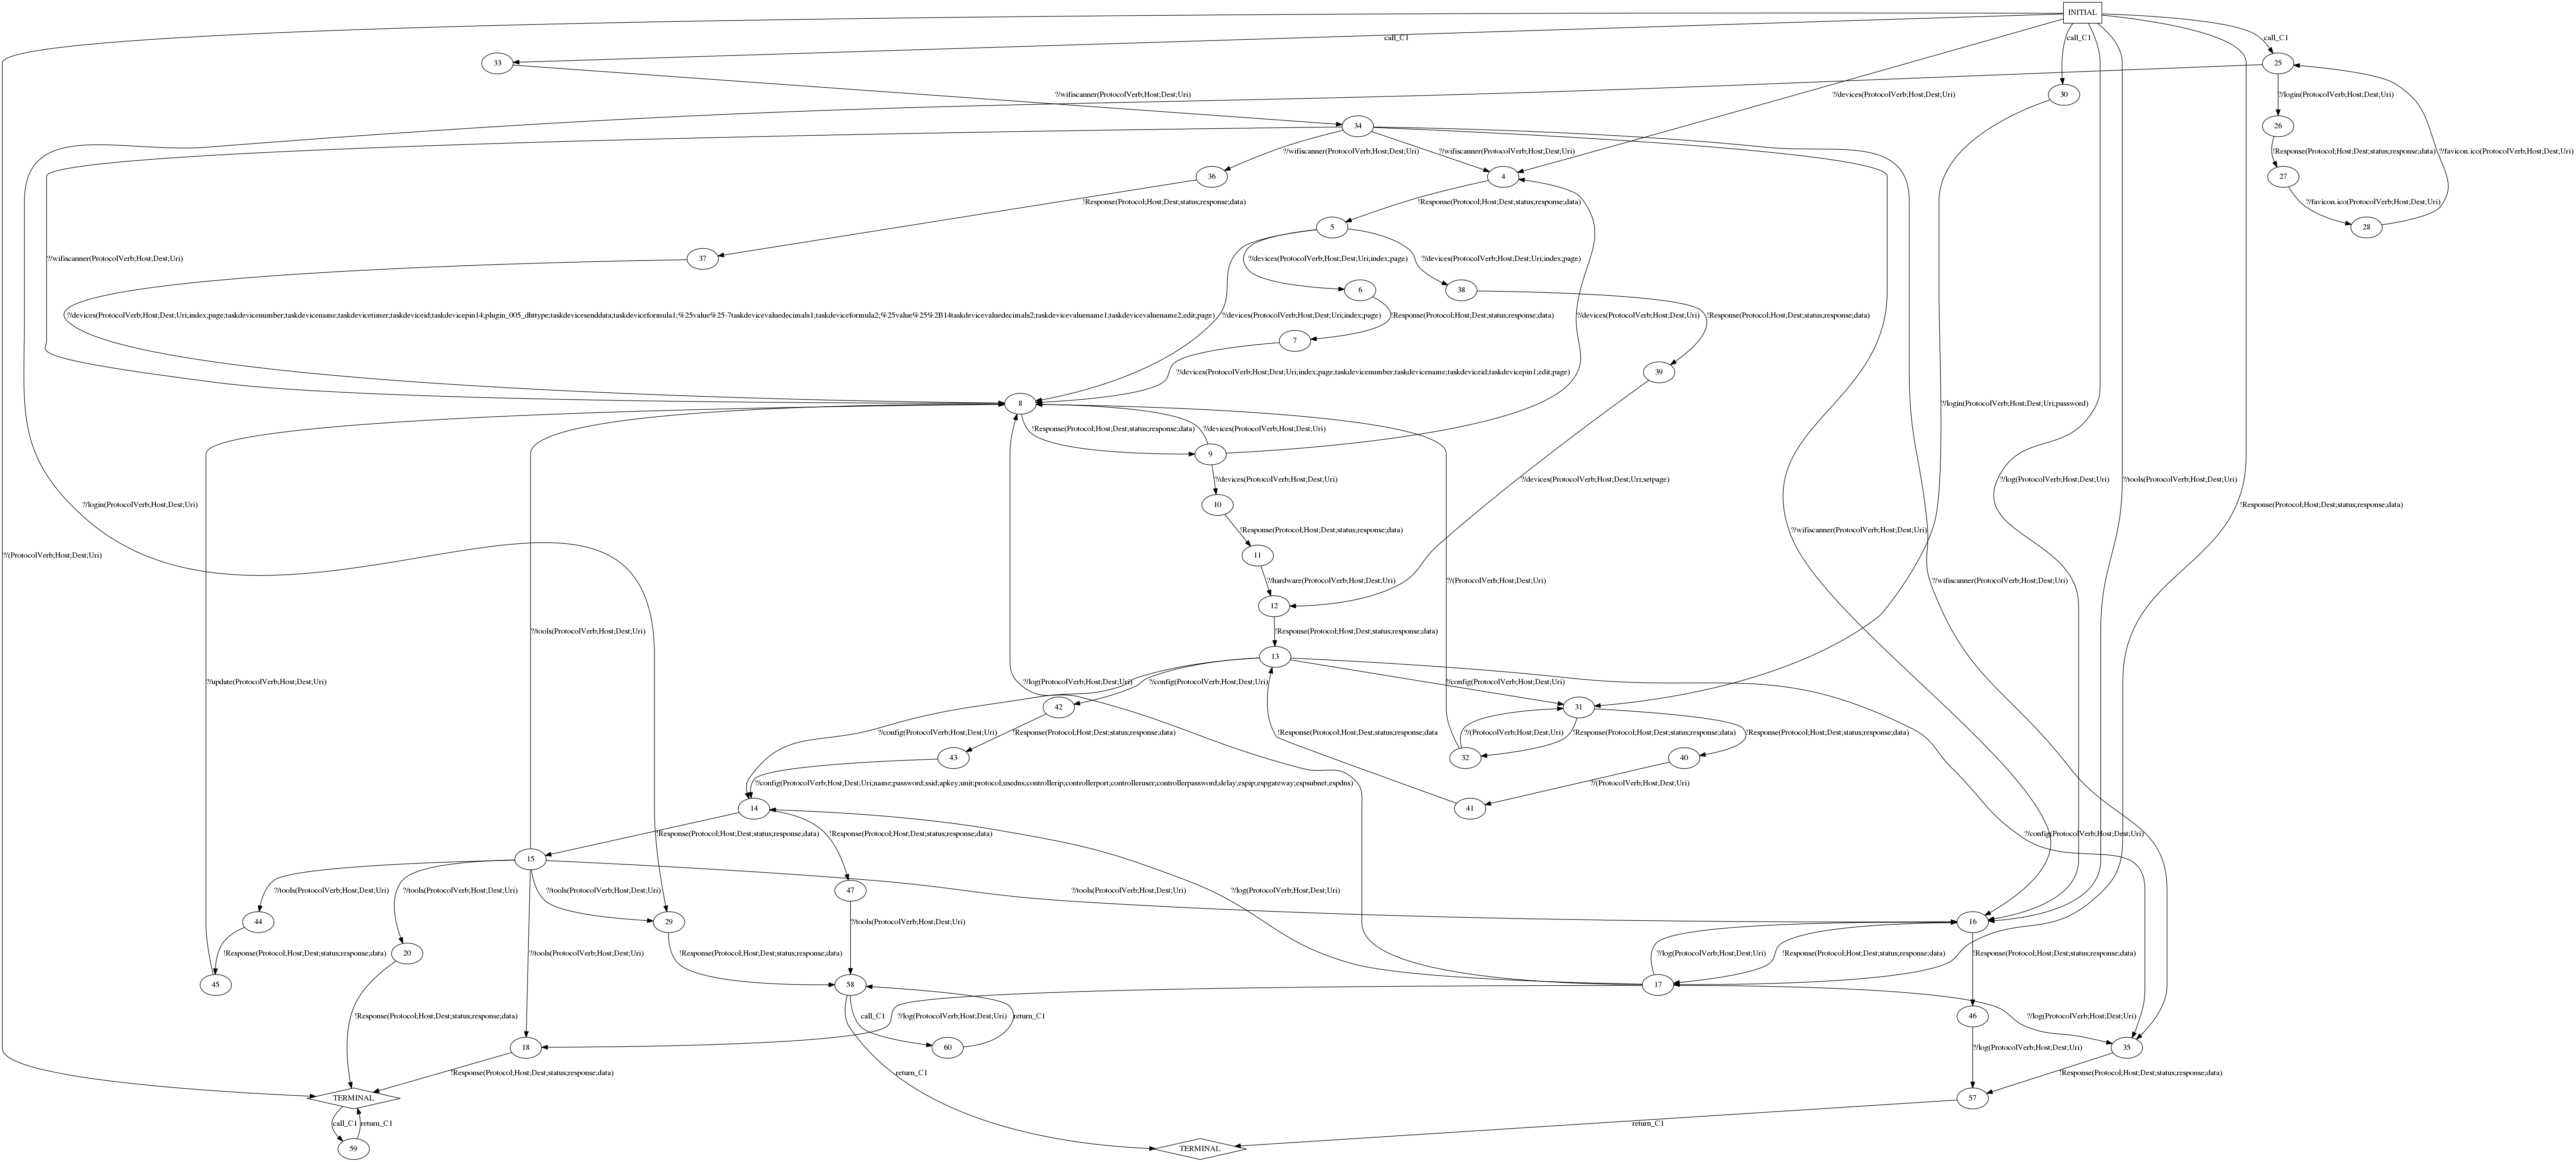 INITIAL
call_C1
call_C1
call_C1
33
25
?/wifiscanner(ProtocolVerb;Host;Dest;Uri)
?/devices(ProtocolVerb;Host;Dest;Uri)
30
?/login(ProtocolVerb;Host;Dest;Uri)
34
26
?/wifiscanner(ProtocolVerb;Host;Dest;Uri)
?/wifiscanner(ProtocolVerb;Host;Dest;Uri)
!Response(Protocol;Host;Dest;status;response;data)
?/favicon.ico(ProtocolVerb;Host;Dest;Uri)
36
4
27
!Response(Protocol;Host;Dest;status;response;data)
!Response(Protocol;Host;Dest;status;response;data)
?/favicon.ico(ProtocolVerb;Host;Dest;Uri)
5
28
?/wifiscanner(ProtocolVerb;Host;Dest;Uri)
37
?/devices(ProtocolVerb;Host;Dest;Uri;index;page)
?/devices(ProtocolVerb;Host;Dest;Uri;index;page)
6
38
?/devices(ProtocolVerb;Host;Dest;Uri;index;page;taskdevicenumber;taskdevicename;taskdevicetimer;taskdeviceid;taskdevicepin14;plugin_005_dhttype;taskdevicesenddata;taskdeviceformula1;%25value%25-7taskdevicevaluedecimals1;taskdeviceformula2;%25value%25%2B14taskdevicevaluedecimals2;taskdevicevaluename1;taskdevicevaluename2;edit;page)
?/devices(ProtocolVerb;Host;Dest;Uri;index;page)
!Response(Protocol;Host;Dest;status;response;data)
?/devices(ProtocolVerb;Host;Dest;Uri)
!Response(Protocol;Host;Dest;status;response;data)
7
?/devices(ProtocolVerb;Host;Dest;Uri;index;page;taskdevicenumber;taskdevicename;taskdeviceid;taskdevicepin1;edit;page)
39
8
?/login(ProtocolVerb;Host;Dest;Uri;password)
!Response(Protocol;Host;Dest;status;response;data)
?/devices(ProtocolVerb;Host;Dest;Uri)
9
?/login(ProtocolVerb;Host;Dest;Uri)
?/devices(ProtocolVerb;Host;Dest;Uri)
?/devices(ProtocolVerb;Host;Dest;Uri;setpage)
?/log(ProtocolVerb;Host;Dest;Uri)
?/tools(ProtocolVerb;Host;Dest;Uri)
!Response(Protocol;Host;Dest;status;response;data)
10
!Response(Protocol;Host;Dest;status;response;data)
?/wifiscanner(ProtocolVerb;Host;Dest;Uri)
?/(ProtocolVerb;Host;Dest;Uri)
11
?/hardware(ProtocolVerb;Host;Dest;Uri)
?/(ProtocolVerb;Host;Dest;Uri)
?/wifiscanner(ProtocolVerb;Host;Dest;Uri)
12
?/tools(ProtocolVerb;Host;Dest;Uri)
!Response(Protocol;Host;Dest;status;response;data)
13
?/update(ProtocolVerb;Host;Dest;Uri)
?/log(ProtocolVerb;Host;Dest;Uri)
?/config(ProtocolVerb;Host;Dest;Uri)
?/config(ProtocolVerb;Host;Dest;Uri)
42
31
?/config(ProtocolVerb;Host;Dest;Uri)
!Response(Protocol;Host;Dest;status;response;data)
!Response(Protocol;Host;Dest;status;response;data
?/(ProtocolVerb;Host;Dest;Uri)
!Response(Protocol;Host;Dest;status;response;data)
!Response(Protocol;Host;Dest;status;response;data)
43
32
40
?/config(ProtocolVerb;Host;Dest;Uri;name;password;ssid;apkey;unit;protocol;usedns;controllerip;controllerport;controlleruser;controllerpassword;delay;espip;espgateway;espsubnet;espdns)
?/(ProtocolVerb;Host;Dest;Uri)
14
41
!Response(Protocol;Host;Dest;status;response;data)
!Response(Protocol;Host;Dest;status;response;data)
?/config(ProtocolVerb;Host;Dest;Uri)
15
?/tools(ProtocolVerb;Host;Dest;Uri)
?/tools(ProtocolVerb;Host;Dest;Uri)
?/tools(ProtocolVerb;Host;Dest;Uri)
47
?/tools(ProtocolVerb;Host;Dest;Uri)
?/log(ProtocolVerb;Host;Dest;Uri)
44
29
?/tools(ProtocolVerb;Host;Dest;Uri)
16
!Response(Protocol;Host;Dest;status;response;data)
20
?/tools(ProtocolVerb;Host;Dest;Uri)
!Response(Protocol;Host;Dest;status;response;data)
?/log(ProtocolVerb;Host;Dest;Uri)
!Response(Protocol;Host;Dest;status;response;data)
!Response(Protocol;Host;Dest;status;response;data)
45
58
17
!Response(Protocol;Host;Dest;status;response;data)
call_C1
?/log(ProtocolVerb;Host;Dest;Uri)
return_C1
46
?/log(ProtocolVerb;Host;Dest;Uri)
18
60
?/log(ProtocolVerb;Host;Dest;Uri)
35
!Response(Protocol;Host;Dest;status;response;data)
return_C1
!Response(Protocol;Host;Dest;status;response;data)
TERMINAL
57
call_C1
return_C1
return_C1
59
TERMINAL